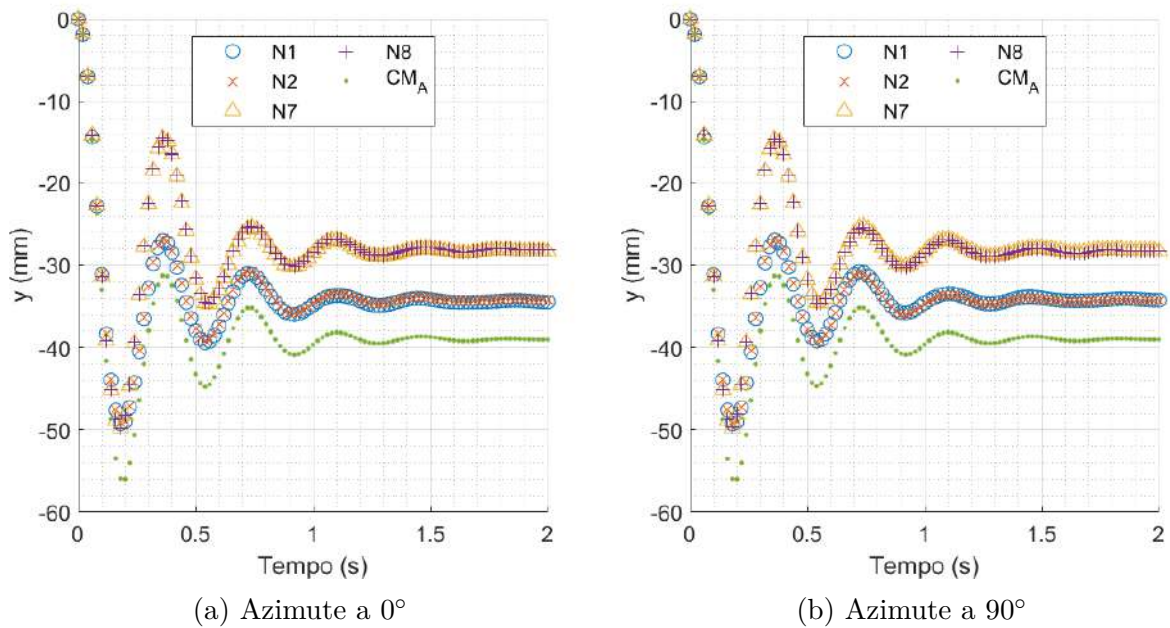 0
-10
-20
-30
-40
-50
-60
y (mm)
N1
N2
N7
N8
CM_A
0
0.5
1
1.5
2
Tempo (s)
(a) Azimute a 0°
0
-10
-20
-30
-40
-50
-60
y (mm)
N1
N2
N7
N8
CM_A
0
0.5
1
1.5
2
Tempo (s)
(b) Azimute a 90°